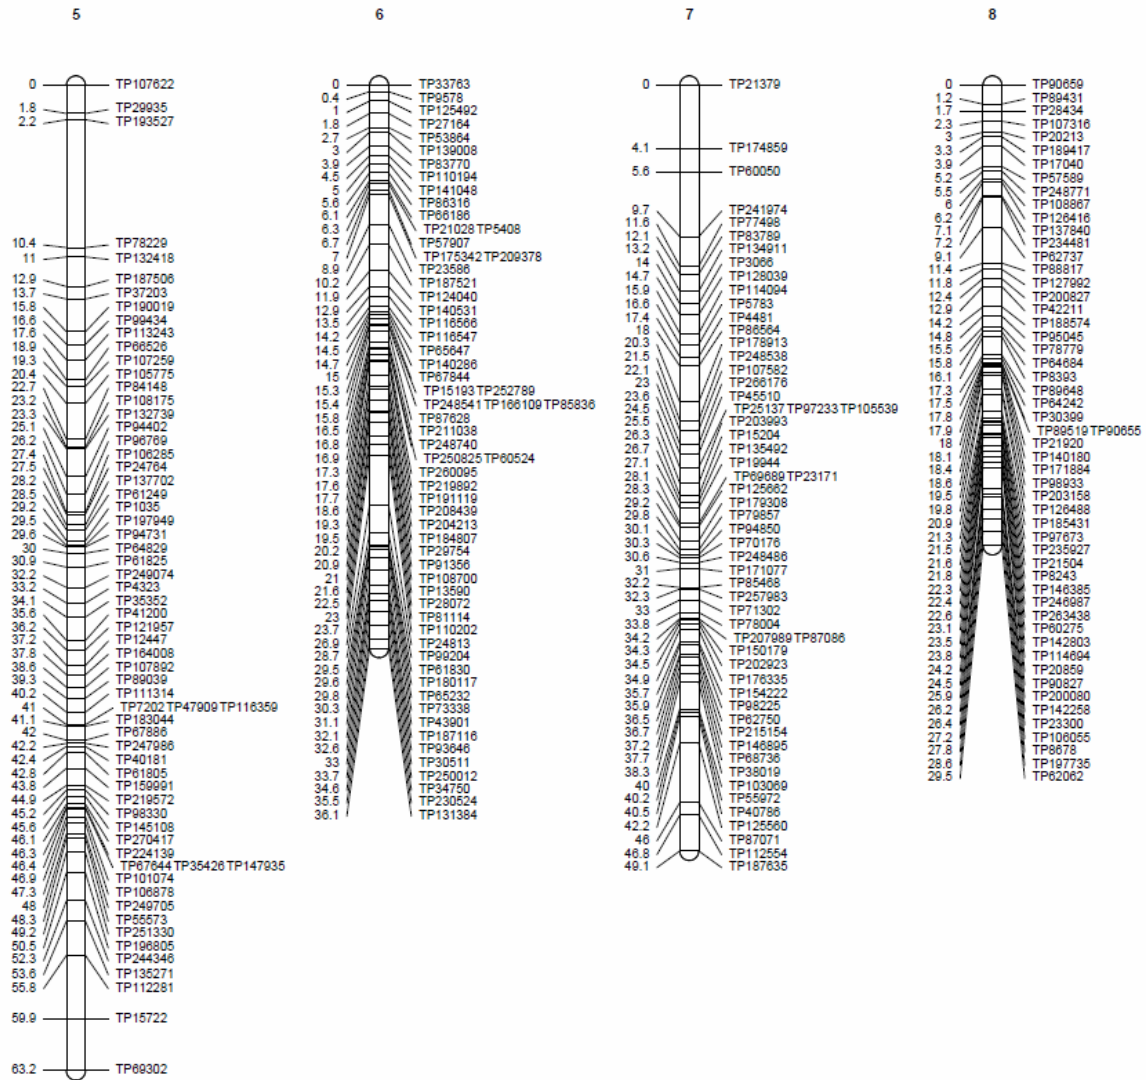 5
0 TP107622
1.8 TP29935
2.2 TP193527
10.4 TP78229
11 TP132418
12.9 TP187506
13.7 TP37203
15.8 TP190019
16.6 TP99434
17.6 TP113243
18.9 TP66526
19.3 TP107259
20.4 TP105775
22.7 TP84148
23.2 TP108175
23.3 TP132739
25.1 TP94402
26.2 TP96769
27.4 TP106285
27.5 TP24764
28.2 TP137702
28.5 TP61249
29.2 TP1035
29.5 TP197949
29.6 TP94731
30 TP64829
30.9 TP61825
32.2 TP249074
33.2 TP4323
34.1 TP35352
35.6 TP41200
36.2 TP121957
37.2 TP12447
37.8 TP164008
38.6 TP107892
39.3 TP89039
40.2 TP111314
41 TP7202 TP47909 TP116359
41.1 TP183044
42 TP67886
42.2 TP247986
42.4 TP40181
42.8 TP61805
43.8 TP159991
44.9 TP219572
45.2 TP98330
45.6 TP145108
46.1 TP270417
46.3 TP224139
46.4 TP67644 TP35426 TP147935
46.9 TP101074
47.3 TP106878
48 TP249705
48.3 TP55573
49.2 TP251330
50.5 TP196805
52.3 TP244346
53.6 TP135271
55.8 TP112281
59.9 TP15722
63.2 TP69302
6
0 TP33763
0.4 TP9578
1 TP125492
1.8 TP27164
2.7 TP53864
3 TP139008
3.9 TP83770
4.5 TP110194
5 TP141048
5.6 TP86316
6.1 TP66186
6.3 TP21028 TP5408
6.7 TP57907
7 TP175342 TP209378
8.9 TP23586
10.2 TP187521
11.9 TP124040
12.9 TP140531
13.5 TP116566
14.2 TP116547
14.5 TP65647
14.7 TP140286
15 TP67844
15.3 TP15193 TP252789
15.4 TP248541 TP166109 TP85836
15.8 TP87628
16.5 TP211038
16.8 TP248740
16.9 TP250825 TP60524
17.3 TP260095
17.6 TP219892
17.7 TP191119
18.6 TP208439
19.3 TP204213
19.5 TP184807
20.2 TP29754
20.9 TP91356
21 TP108700
21.6 TP13590
22.5 TP28072
23 TP81114
23.7 TP110202
26.9 TP24813
28.7 TP99204
29.5 TP61830
29.6 TP180117
29.8 TP65232
30.3 TP73338
31.1 TP43901
32.1 TP187116
32.6 TP93646
33 TP30511
33.7 TP250012
34.6 TP34750
35.5 TP230524
36.1 TP131384
7
0 TP21379
4.1 TP174859
5.6 TP60050
9.7 TP241974
11.6 TP77498
12.1 TP83789
13.2 TP134911
14 TP3066
14.7 TP128039
15.9 TP114094
16.6 TP5783
17.4 TP4481
18 TP86564
20.3 TP178913
21.5 TP248538
22.1 TP107582
23 TP266176
23.6 TP45510
24.5 TP25137 TP97233 TP105539
25.5 TP203993
26.3 TP15204
26.7 TP135492
27.1 TP19944
28.1 TP69689 TP23171
28.3 TP125662
29.2 TP179308
29.8 TP79857
30.1 TP94850
30.3 TP70176
30.6 TP248486
31 TP171077
32.2 TP85468
32.3 TP257983
33 TP71302
33.8 TP78004
34.2 TP207989 TP87086
34.3 TP150179
34.5 TP202923
34.9 TP176335
35.7 TP154222
35.9 TP98225
36.5 TP62750
36.7 TP215154
37.2 TP146895
37.7 TP68736
38.3 TP38019
40 TP103069
40.2 TP55972
40.5 TP40786
42.2 TP125560
46 TP87071
46.8 TP112554
49.1 TP187635
8
0 TP90659
1.2 TP89431
1.7 TP28434
2.3 TP107316
3 TP20213
3.3 TP189417
3.9 TP17040
5.2 TP57589
5.5 TP248771
6 TP108867
6.2 TP126416
7.1 TP137840
7.2 TP234481
9.1 TP62737
11.4 TP88817
11.8 TP127992
12.4 TP200827
12.9 TP42211
14.2 TP188574
14.8 TP95045
15.5 TP78779
15.8 TP64684
16.1 TP8393
17.3 TP89648
17.5 TP64242
17.8 TP30399
17.9 TP89519 TP90655
18 TP21920
18.1 TP140180
18.4 TP171884
18.6 TP98933
19.5 TP203158
19.8 TP126488
20.9 TP185431
21.3 TP97673
21.5 TP235927
21.6 TP21504
21.8 TP8243
22.3 TP146385
22.4 TP246987
22.6 TP263438
23.1 TP60275
23.5 TP142803
23.8 TP114694
24.2 TP20859
24.5 TP90827
25.9 TP200080
26.2 TP142258
26.4 TP23300
27.2 TP106055
27.8 TP8678
28.6 TP197735
29.5 TP62062